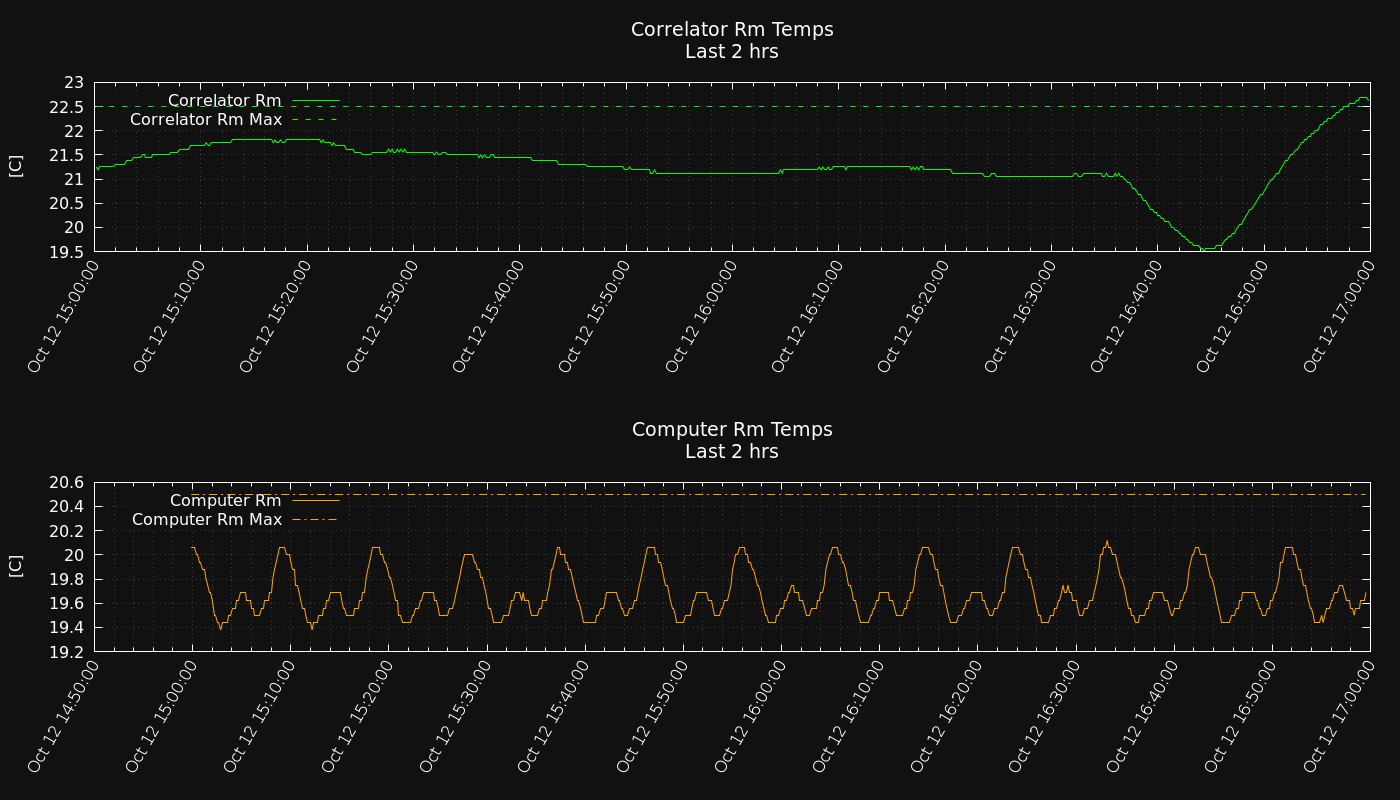 Correlator Rm Temps
Last 2 hrs
23
22.5
22
21.5
21
20.5
20
19.5
[C]
Correlator Rm
Correlator Rm Max
Oct 12 15:00:00
Oct 12 15:10:00
Oct 12 15:20:00
Oct 12 15:30:00
Oct 12 15:40:00
Oct 12 15:50:00
Oct 12 16:00:00
Oct 12 16:10:00
Oct 12 16:20:00
Oct 12 16:30:00
Oct 12 16:40:00
Oct 12 16:50:00
Oct 12 17:00:00
Computer Rm Temps
Last 2 hrs
20.6
20.4
20.2
20
19.8
19.6
19.4
19.2
[C]
Computer Rm
Computer Rm Max
Oct 12 14:50:00
Oct 12 15:00:00
Oct 12 15:10:00
Oct 12 15:20:00
Oct 12 15:30:00
Oct 12 15:40:00
Oct 12 15:50:00
Oct 12 16:00:00
Oct 12 16:10:00
Oct 12 16:20:00
Oct 12 16:30:00
Oct 12 16:40:00
Oct 12 16:50:00
Oct 12 17:00:00